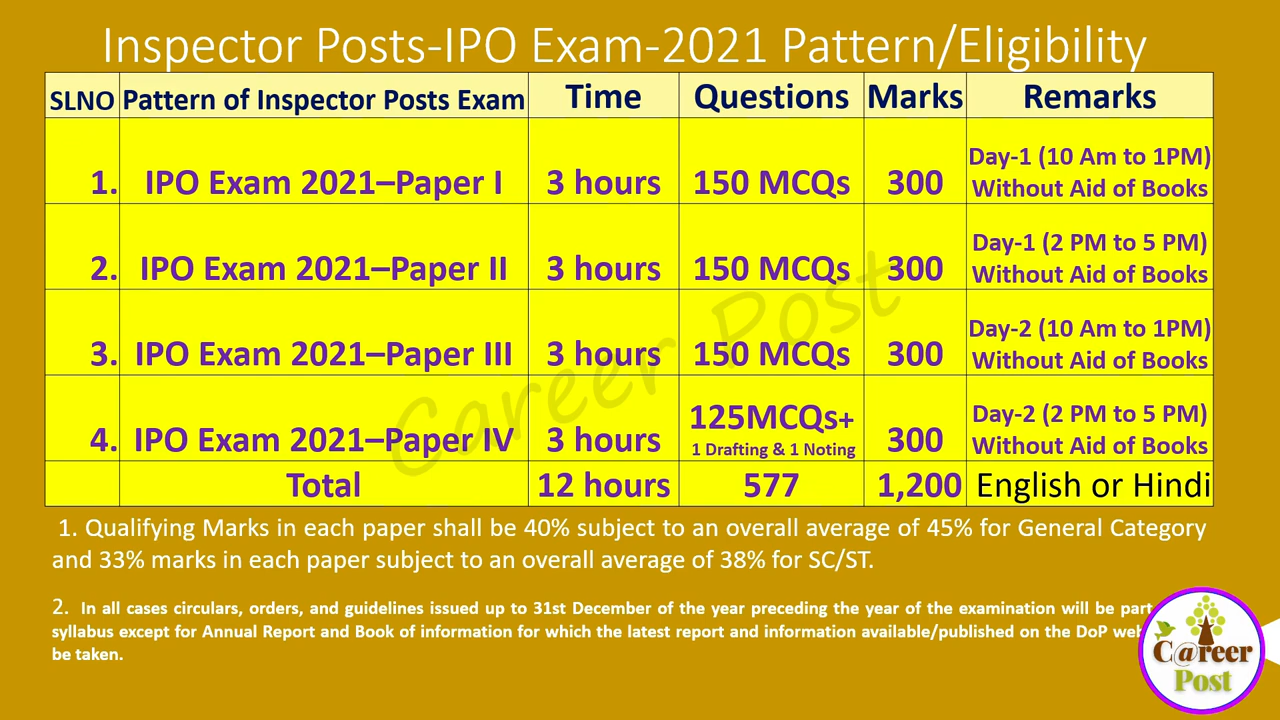 Inspector Posts-IPO Exam-2021 Pattern/Eligibility
SLNO Pattern of Inspector Posts Exam Time Questions Marks Remarks
1. IPO Exam 2021–Paper I 3 hours 150 MCQs 300 Day-1 (10 Am to 1PM)
Without Aid of Books
2. IPO Exam 2021–Paper II 3 hours 150 MCQs 300 Day-1 (2 PM to 5 PM)
Without Aid of Books
3. IPO Exam 2021–Paper III 3 hours 150 MCQs 300 Day-2 (10 Am to 1PM)
Without Aid of Books
4. IPO Exam 2021–Paper IV 3 hours 125MCQs+ 300 Day-2 (2 PM to 5 PM)
1 Drafting & 1 Noting Without Aid of Books
Total 12 hours 577 1,200 English or Hindi
Career Post
1. Qualifying Marks in each paper shall be 40% subject to an overall average of 45% for General Category
and 33% marks in each paper subject to an overall average of 38% for SC/ST.
2. In all cases circulars, orders, and guidelines issued up to 31st December of the year preceding the year of the examination will be part
syllabus except for Annual Report and Book of information for which the latest report and information available/published on the DoP
be taken.
C@reer
Post